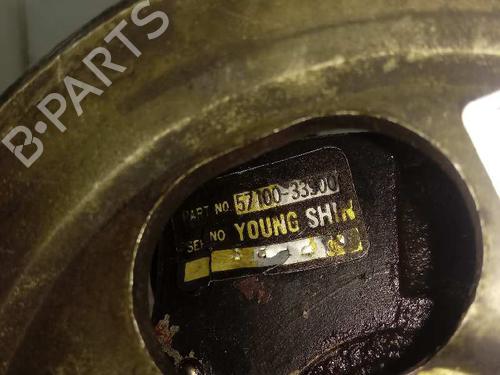 B-PARTS
PART NO. 57100-33900
SER NO YOUNG SHIN